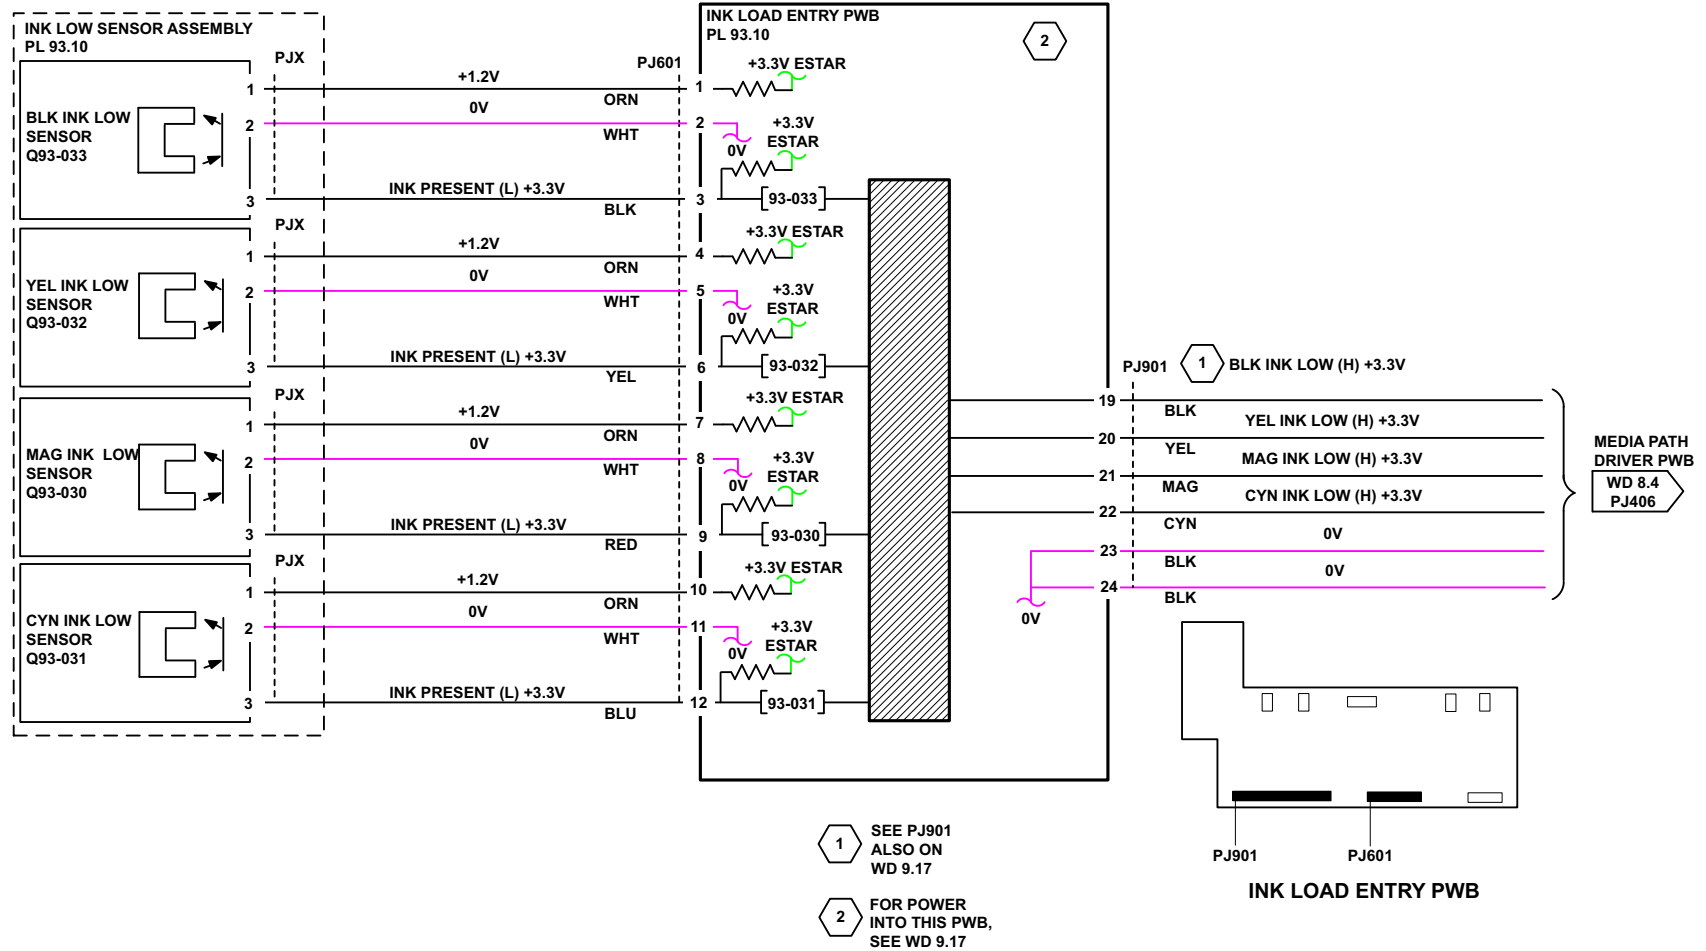 INK LOW SENSOR ASSEMBLY
PL 93.10
PJX
BLK INK LOW
SENSOR
Q93-033
1
2
3
+1.2V
ORN
0V
WHT
INK PRESENT (L) +3.3V
BLK
PJX
YEL INK LOW
SENSOR
Q93-032
1
2
3
+1.2V
ORN
0V
WHT
INK PRESENT (L) +3.3V
YEL
PJX
MAG INK LOW
SENSOR
Q93-030
1
2
3
+1.2V
ORN
0V
WHT
INK PRESENT (L) +3.3V
RED
PJX
CYN INK LOW
SENSOR
Q93-031
1
2
3
+1.2V
ORN
0V
WHT
INK PRESENT (L) +3.3V
BLU
PJ601
INK LOAD ENTRY PWB
PL 93.10
2
1
+3.3V ESTAR
2
0V
+3.3V
ESTAR
3
93-033
4
+3.3V ESTAR
5
0V
+3.3V
ESTAR
6
93-032
7
+3.3V ESTAR
8
0V
+3.3V
ESTAR
9
93-030
10
+3.3V ESTAR
11
0V
+3.3V
ESTAR
12
93-031
PJ901
1
BLK INK LOW (H) +3.3V
19
BLK
YEL INK LOW (H) +3.3V
20
YEL
MAG INK LOW (H) +3.3V
21
MAG
CYN INK LOW (H) +3.3V
22
CYN
0V
23
BLK
0V
24
BLK
0V
MEDIA PATH
DRIVER PWB
WD 8.4
PJ406
PJ901
PJ601
INK LOAD ENTRY PWB
1
SEE PJ901
ALSO ON
WD 9.17
2
FOR POWER
INTO THIS PWB,
SEE WD 9.17